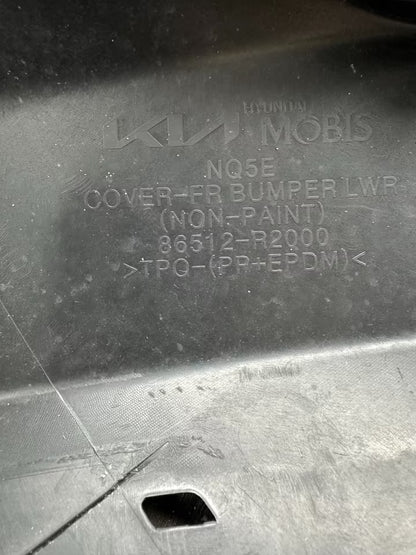 KIA HYUNDAI MOBIS
NQ5E
COVER-FR BUMPER LWR
(NON-PAINT)
86512-R2000
>TPO-(PP+EPDM)<